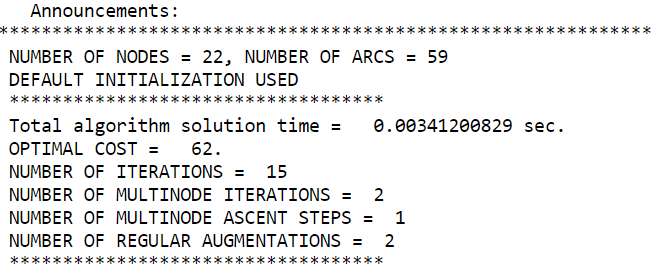 Announcements:
*************************************************************
NUMBER OF NODES = 22, NUMBER OF ARCS = 59
DEFAULT INITIALIZATION USED
***********************************
Total algorithm solution time =   0.00341200829 sec.
OPTIMAL COST =   62.
NUMBER OF ITERATIONS =  15
NUMBER OF MULTINODE ITERATIONS =  2
NUMBER OF MULTINODE ASCENT STEPS =  1
NUMBER OF REGULAR AUGMENTATIONS =  2
***********************************